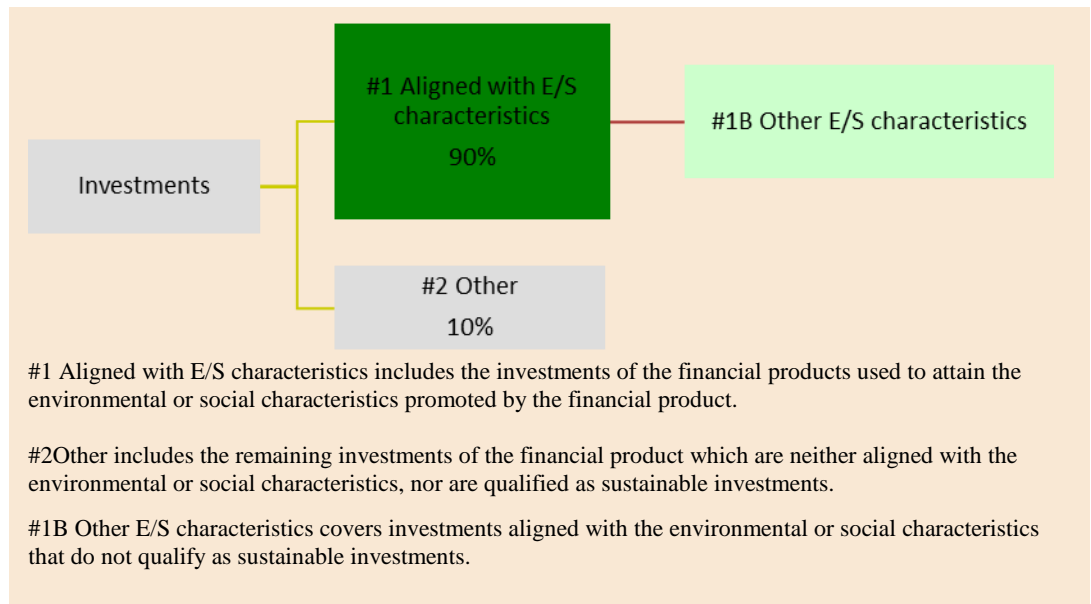 #1 Aligned with E/S
characteristics
90%
#1B Other E/S characteristics
Investments
#2 Other
10%
#1 Aligned with E/S characteristics includes the investments of the financial products used to attain the
environmental or social characteristics promoted by the financial product.
#2Other includes the remaining investments of the financial product which are neither aligned with the
environmental or social characteristics, nor are qualified as sustainable investments.
#1B Other E/S characteristics covers investments aligned with the environmental or social characteristics
that do not qualify as sustainable investments.